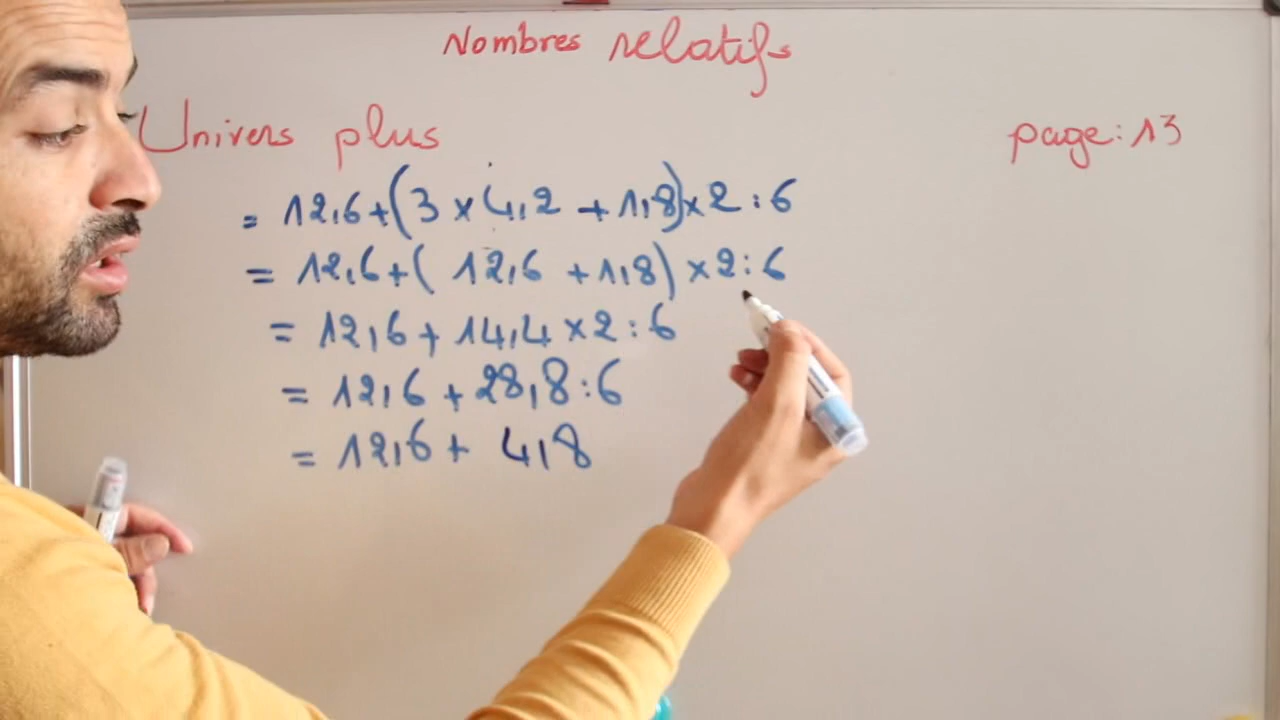 Nombres relatifs
Univers plus
page: 13
= 12,6+(3 × 4,2 + 1,8)×2:6
= 12,6+( 12,6 + 1,8) ×2:6
= 12,6 + 14,4 ×2 : 6
= 12,6 + 28,8 : 6
= 12,6 + 4,8